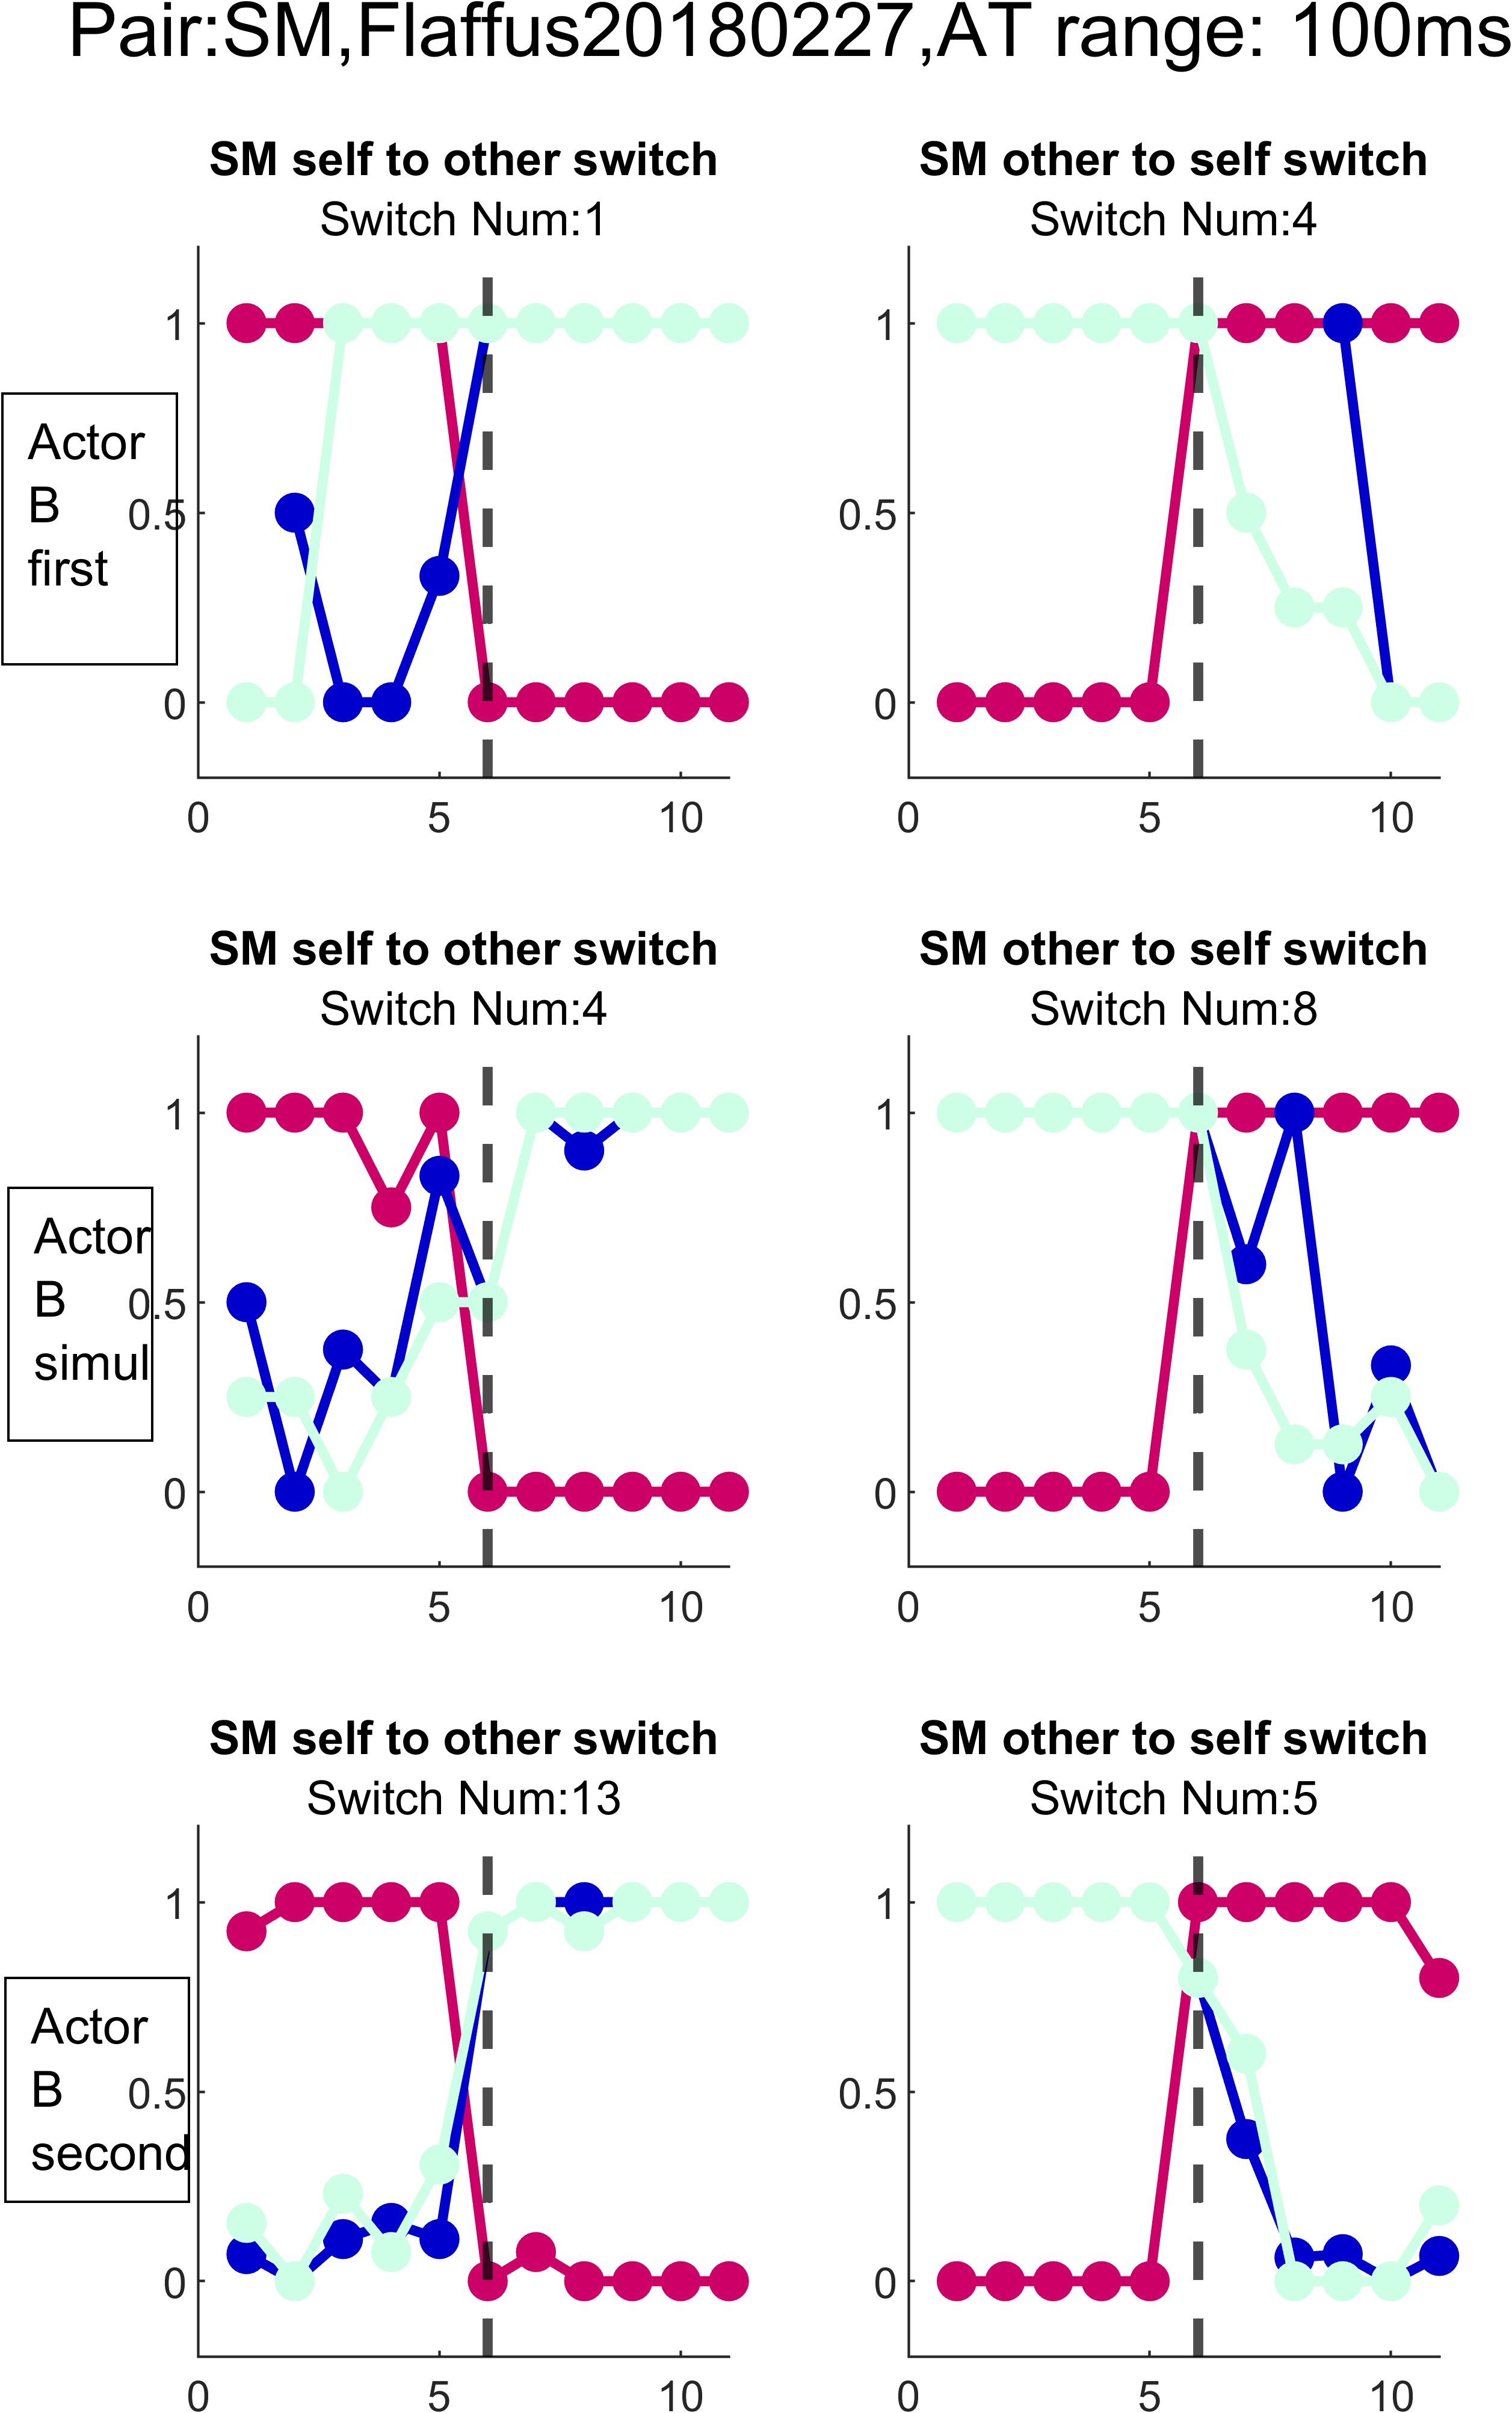 Pair:SM,Flaffus20180227,AT range: 100ms
SM self to other switch
Switch Num:1
1
0.5
0
0
5
10
Actor
B
first
SM other to self switch
Switch Num:4
1
0.5
0
0
5
10
SM self to other switch
Switch Num:4
1
0.5
0
0
5
10
Actor
B
simul
SM other to self switch
Switch Num:8
1
0.5
0
0
5
10
SM self to other switch
Switch Num:13
1
0.5
0
0
5
10
Actor
B
second
SM other to self switch
Switch Num:5
1
0.5
0
0
5
10